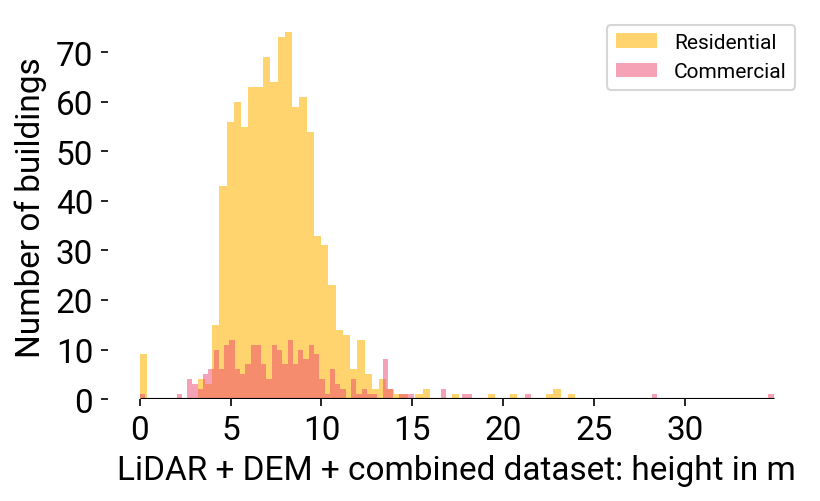 Residential
Commercial
Number of buildings
70
60
50
40
30
20
10
0
0 5 10 15 20 25 30
LiDAR + DEM + combined dataset: height in m